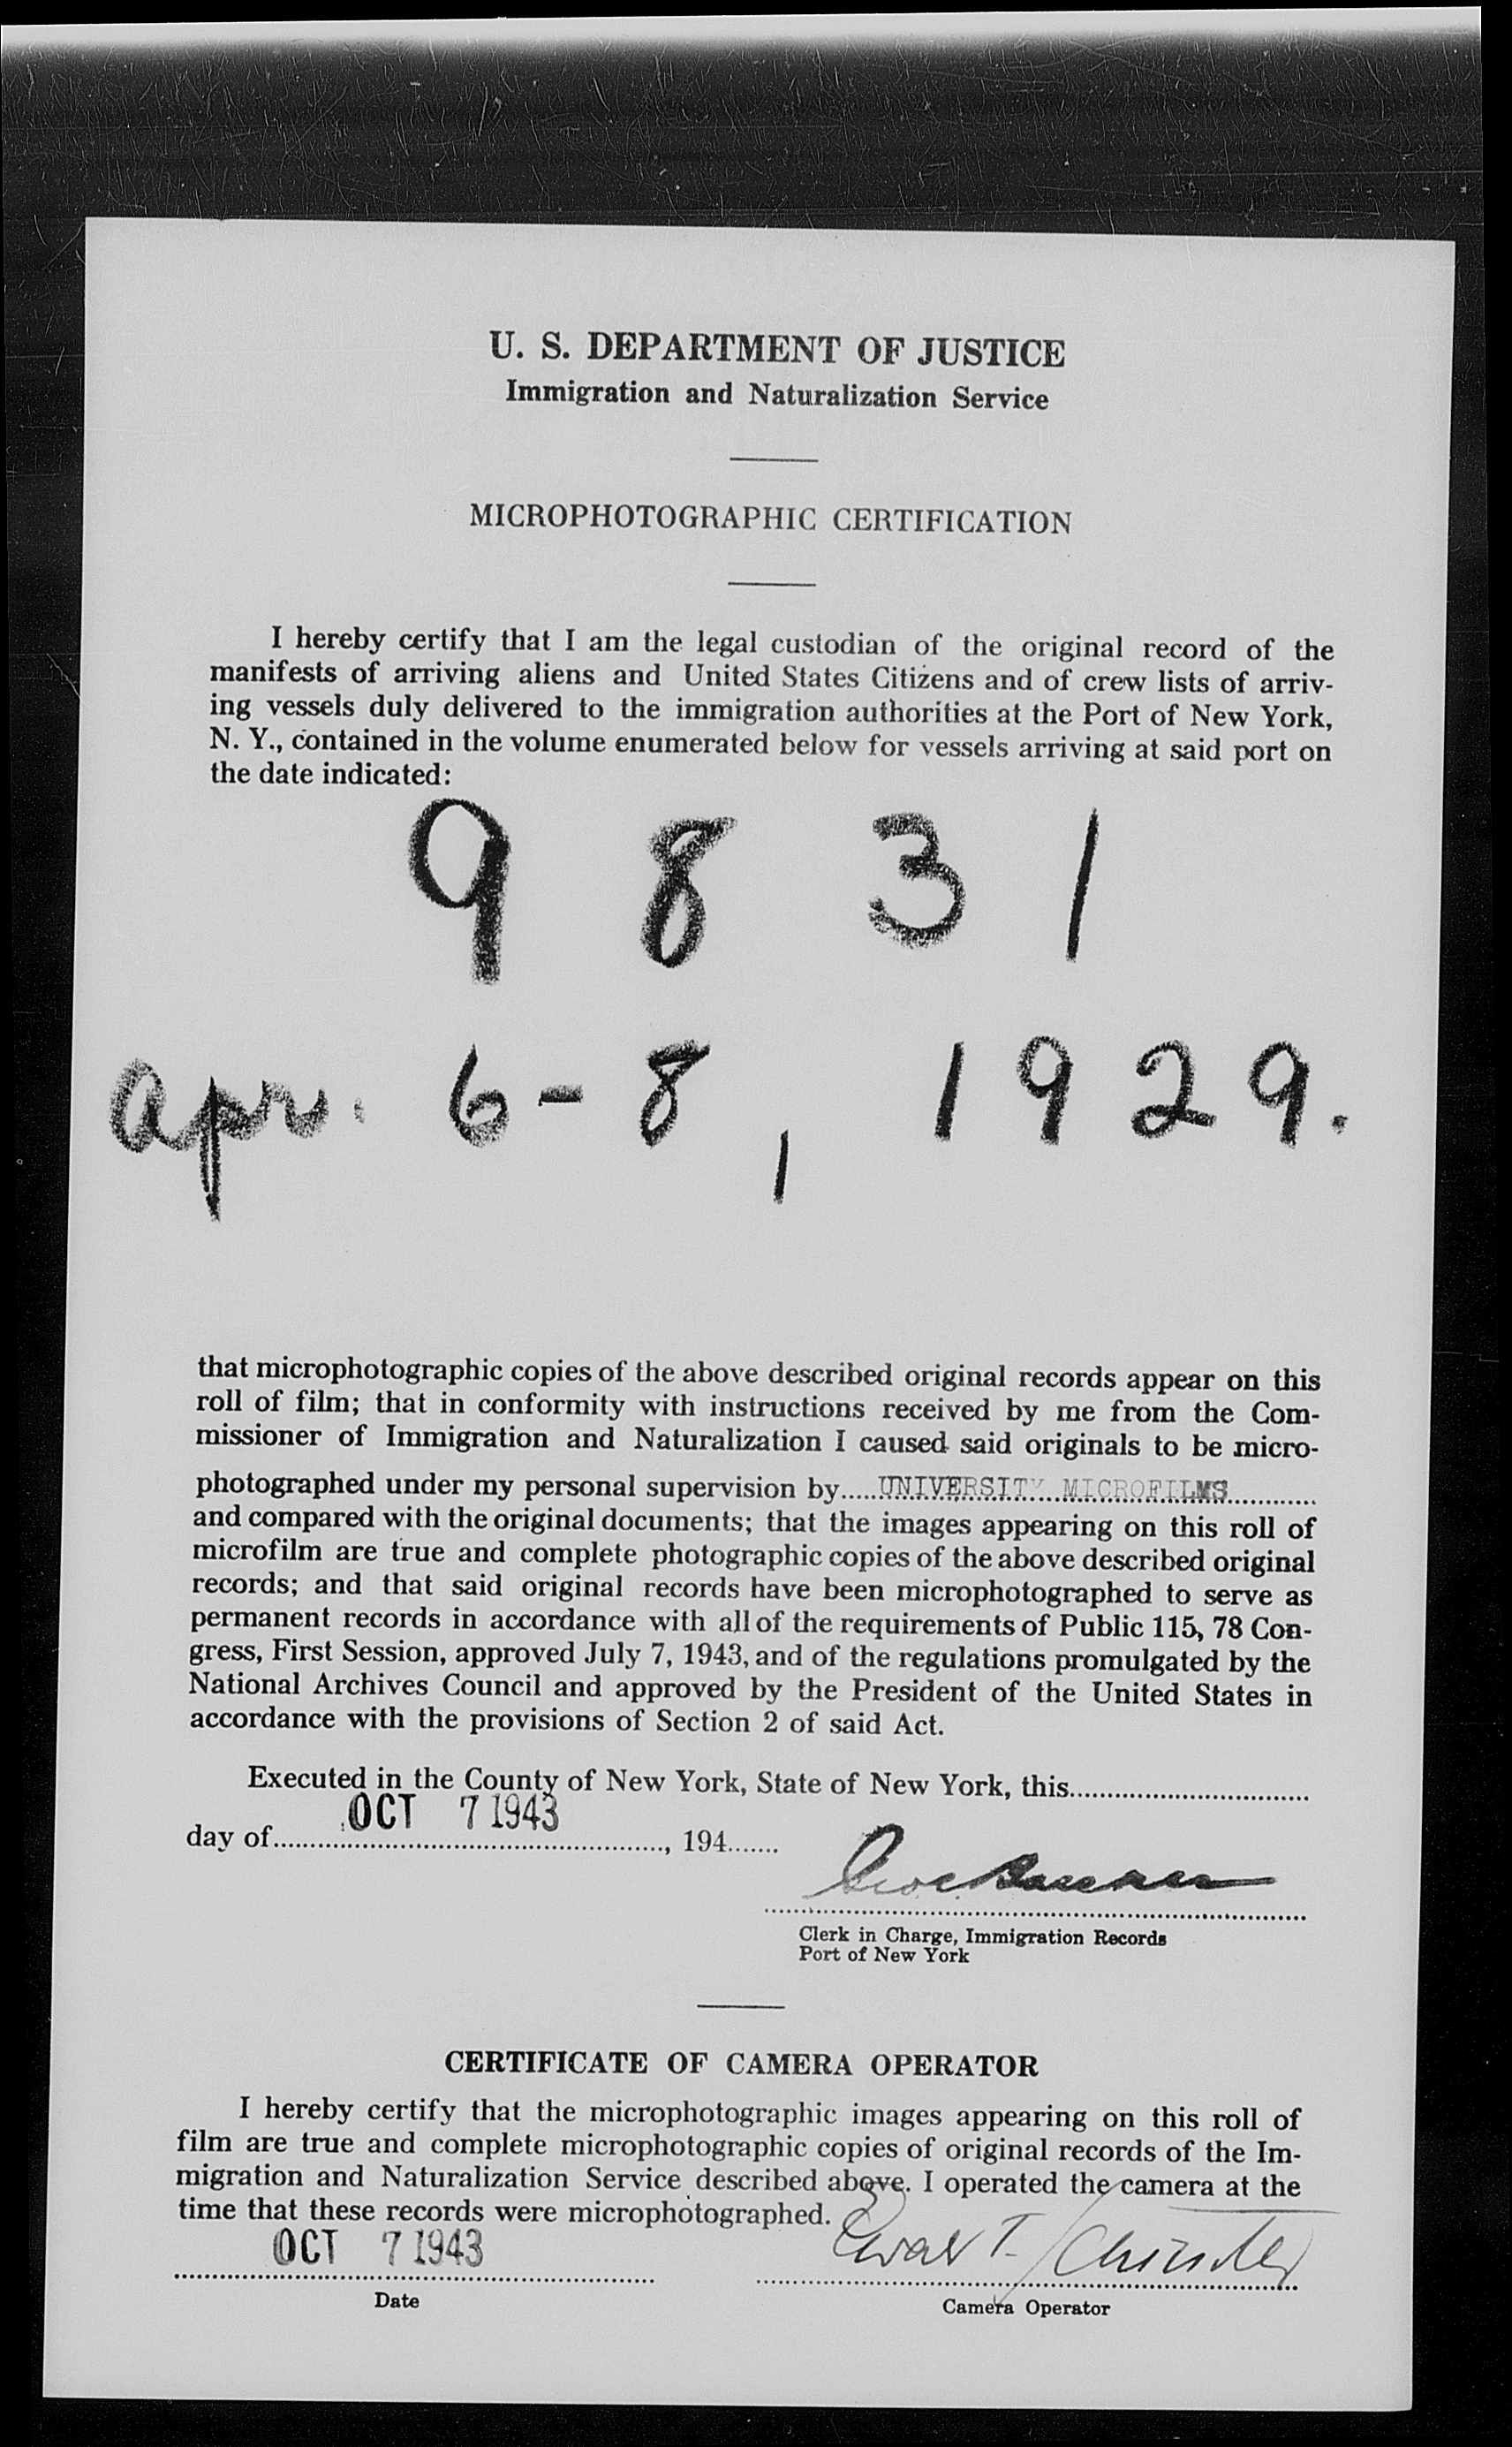 U. S. DEPARTMENT OF JUSTICE
Immigration and Naturalization Service
MICROPHOTOGRAPHIC CERTIFICATION
I hereby certify that I am the legal custodian of the original record of the
manifests of arriving aliens and United States Citizens and of crew lists of arriv-
ing vessels duly delivered to the immigration authorities at the Port of New York,
N. Y., contained in the volume enumerated below for vessels arriving at said port on
the date indicated:
9 8 3 1
Apr. 6-8, 1929.
that microphotographic copies of the above described original records appear on this
roll of film; that in conformity with instructions received by me from the Com-
missioner of Immigration and Naturalization I caused said originals to be micro-
photographed under my personal supervision by.....UNIVERSITY MICROFILMS............
and compared with the original documents; that the images appearing on this roll of
microfilm are true and complete photographic copies of the above described original
records; and that said original records have been microphotographed to serve as
permanent records in accordance with all of the requirements of Public 115, 78 Con-
gress, First Session, approved July 7, 1943, and of the regulations promulgated by the
National Archives Council and approved by the President of the United States in
accordance with the provisions of Section 2 of said Act.
Executed in the County of New York, State of New York, this................................
OCT 7 1943
day of......................................................, 194.......
Clerk in Charge, Immigration Records
Port of New York
CERTIFICATE OF CAMERA OPERATOR
I hereby certify that the microphotographic images appearing on this roll of
film are true and complete microphotographic copies of original records of the Im-
migration and Naturalization Service described above. I operated the camera at the
time that these records were microphotographed.
OCT 7 1943
Date
Camera Operator